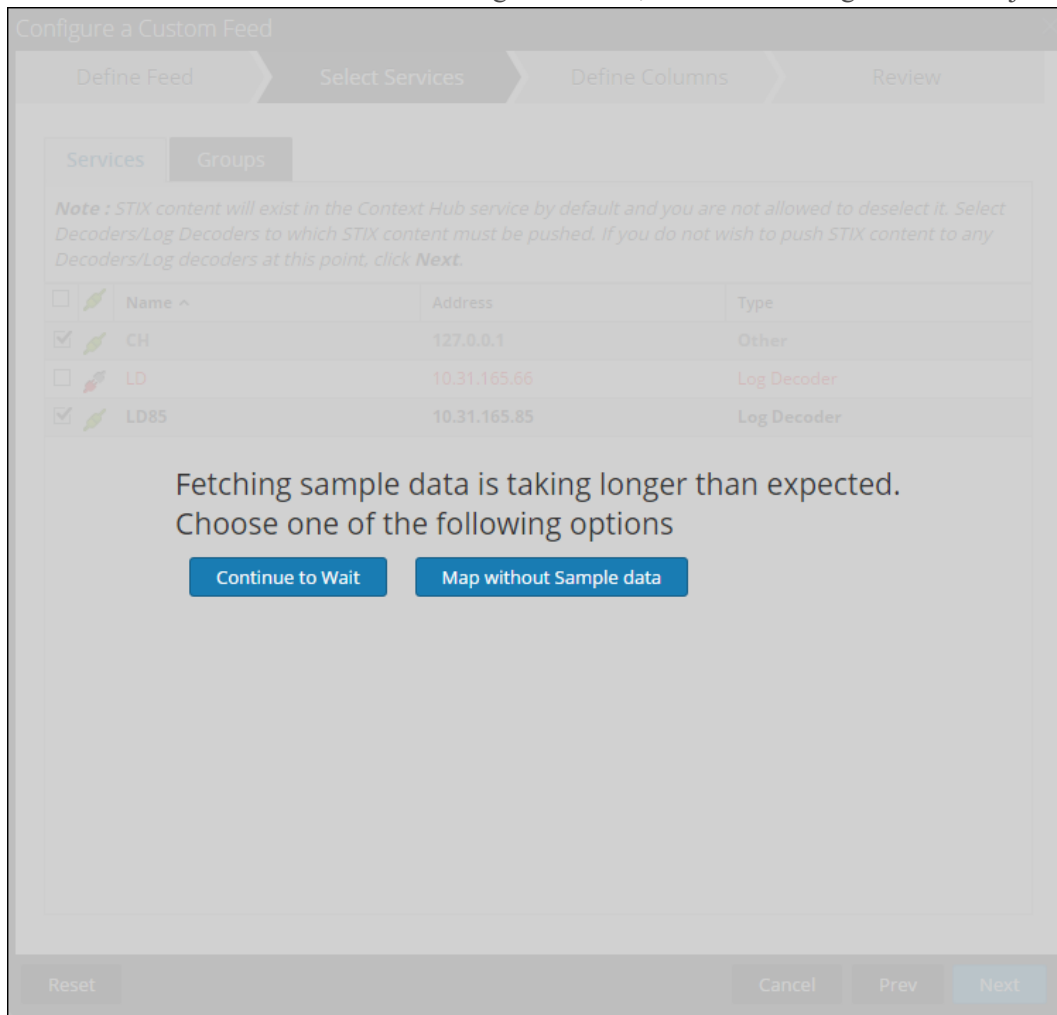 Configure a Custom Feed
Define Feed Select Services Define Columns Review
Services Groups
Note : STIX content will exist in the Context Hub service by default and you are not allowed to deselect it. Select
Decoders/Log Decoders to which STIX content must be pushed. If you do not wish to push STIX content to any
Decoders/Log decoders at this point, click Next.
Name Address Type
CH 127.0.0.1 Other
LD 10.31.165.66 Log Decoder
LD85 10.31.165.85 Log Decoder
Fetching sample data is taking longer than expected.
Choose one of the following options
Continue to Wait Map without Sample data
Reset Cancel Prev Next